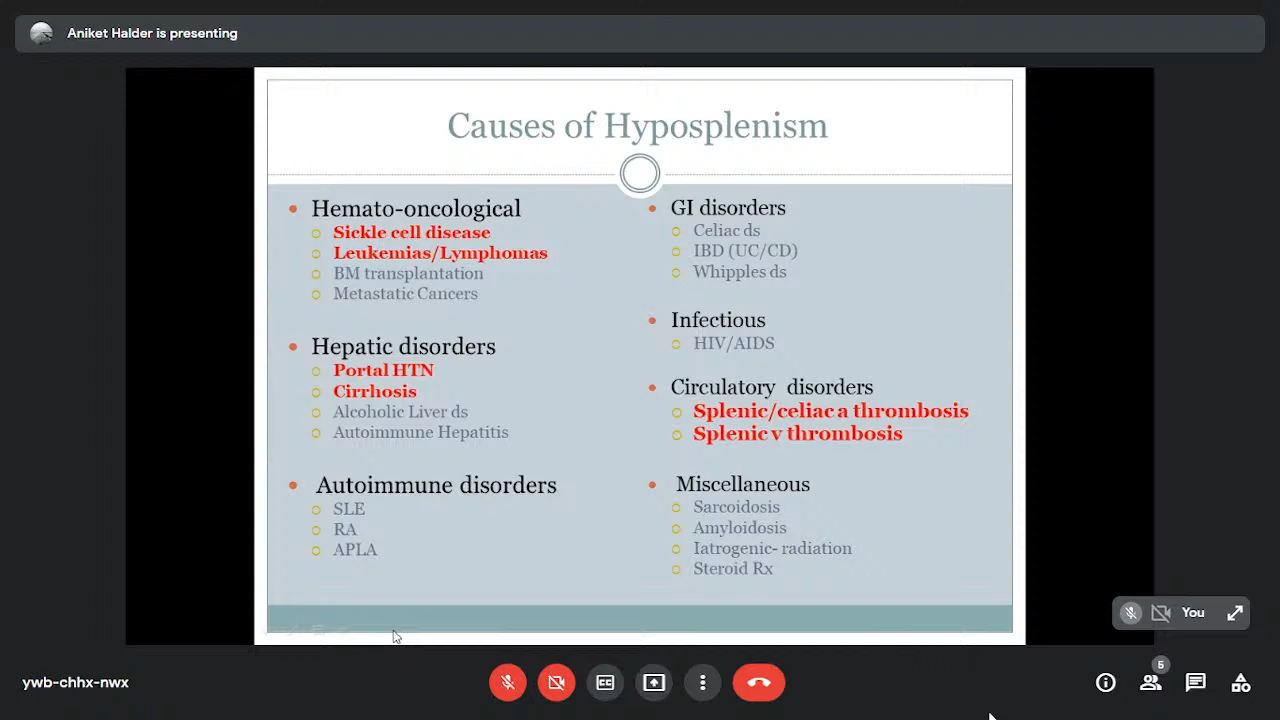 Aniket Halder is presenting
Causes of Hyposplenism
Hemato-oncological
Sickle cell disease
Leukemias/Lymphomas
BM transplantation
Metastatic Cancers
Hepatic disorders
Portal HTN
Cirrhosis
Alcoholic Liver ds
Autoimmune Hepatitis
Autoimmune disorders
SLE
RA
APLA
GI disorders
Celiac ds
IBD (UC/CD)
Whipples ds
Infectious
HIV/AIDS
Circulatory disorders
Splenic/celiac a thrombosis
Splenic v thrombosis
Miscellaneous
Sarcoidosis
Amyloidosis
Iatrogenic- radiation
Steroid Rx
You
ywb-chhx-nwx
CC
5